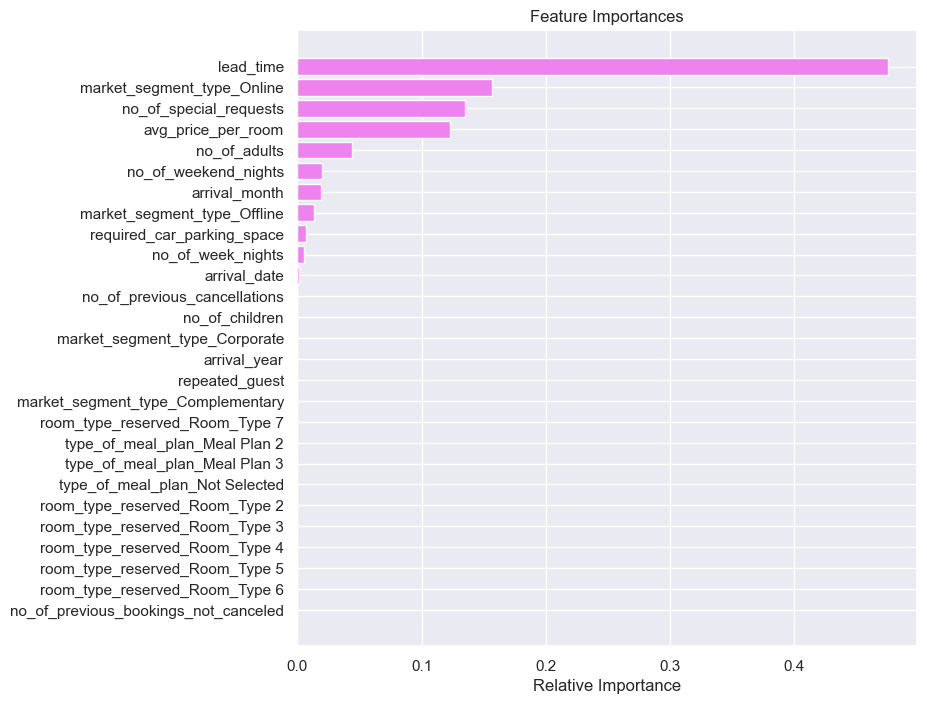 Feature Importances
lead_time
market_segment_type_Online
no_of_special_requests
avg_price_per_room
no_of_adults
no_of_weekend_nights
arrival_month
market_segment_type_Offline
required_car_parking_space
no_of_week_nights
arrival_date
no_of_previous_cancellations
no_of_children
market_segment_type_Corporate
arrival_year
repeated_guest
market_segment_type_Complementary
room_type_reserved_Room_Type 7
type_of_meal_plan_Meal Plan 2
type_of_meal_plan_Meal Plan 3
type_of_meal_plan_Not Selected
room_type_reserved_Room_Type 2
room_type_reserved_Room_Type 3
room_type_reserved_Room_Type 4
room_type_reserved_Room_Type 5
room_type_reserved_Room_Type 6
no_of_previous_bookings_not_canceled
0.0 0.1 0.2 0.3 0.4
Relative Importance